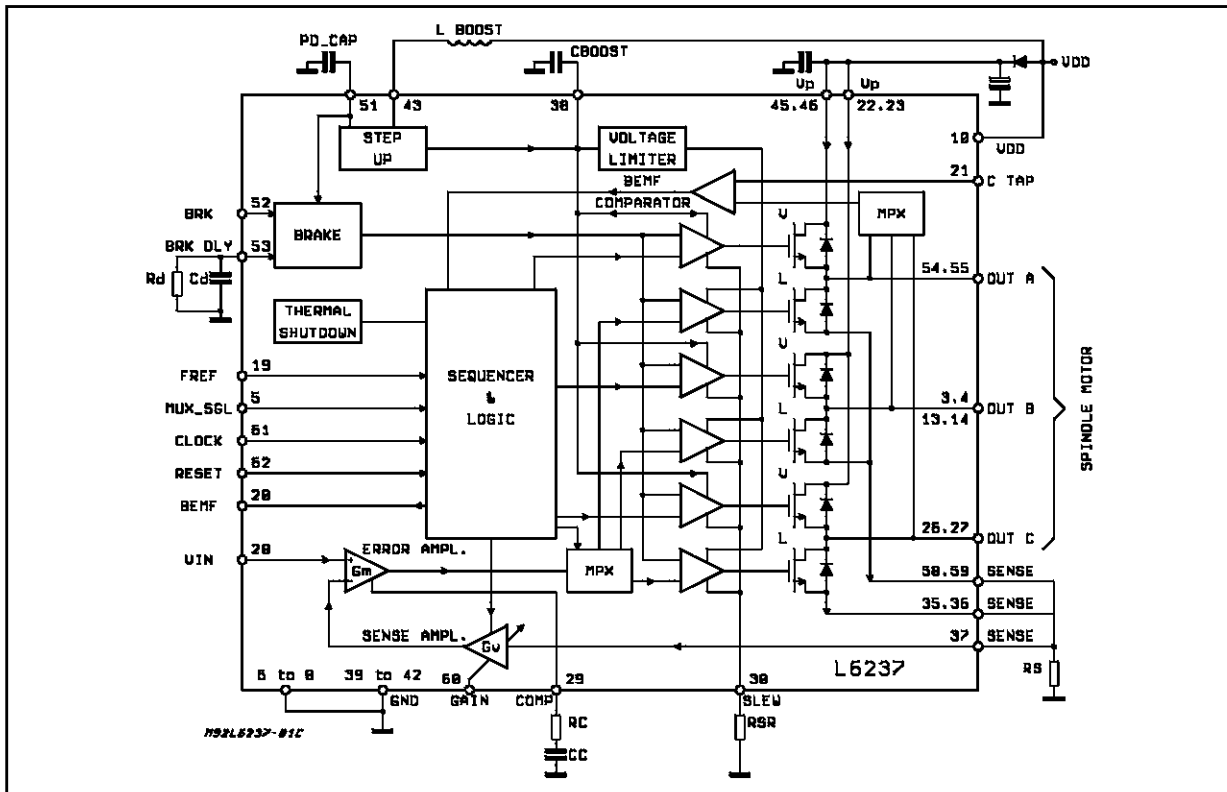 L BOOST
PD_CAP
CBOOST
VDD
Vp
Vp
51
43
38
45.46
22.23
STEP
UP
VOLTAGE
LIMITER
10
VDD
21
C TAP
BEMF
COMPARATOR
MPX
52
BRK
BRAKE
BRK DLY
53
Rd
Cd
U
L
54.55
OUT A
THERMAL
SHUTDOWN
SEQUENCER
&
LOGIC
19
FREF
5
MUX_SGL
61
CLOCK
62
RESET
20
BEMF
U
L
3.4
OUT B
13.14
U
L
26.27
OUT C
SPINDLE MOTOR
28
VIN
ERROR AMPL.
Gm
MPX
58.59
SENSE
35.36
SENSE
37
SENSE
SENSE AMPL.
Gv
L6237
RS
6 to 8
39 to 42
GND
60
GAIN
29
COMP
30
SLEW
RC
CC
RSR
M92L6237-01C